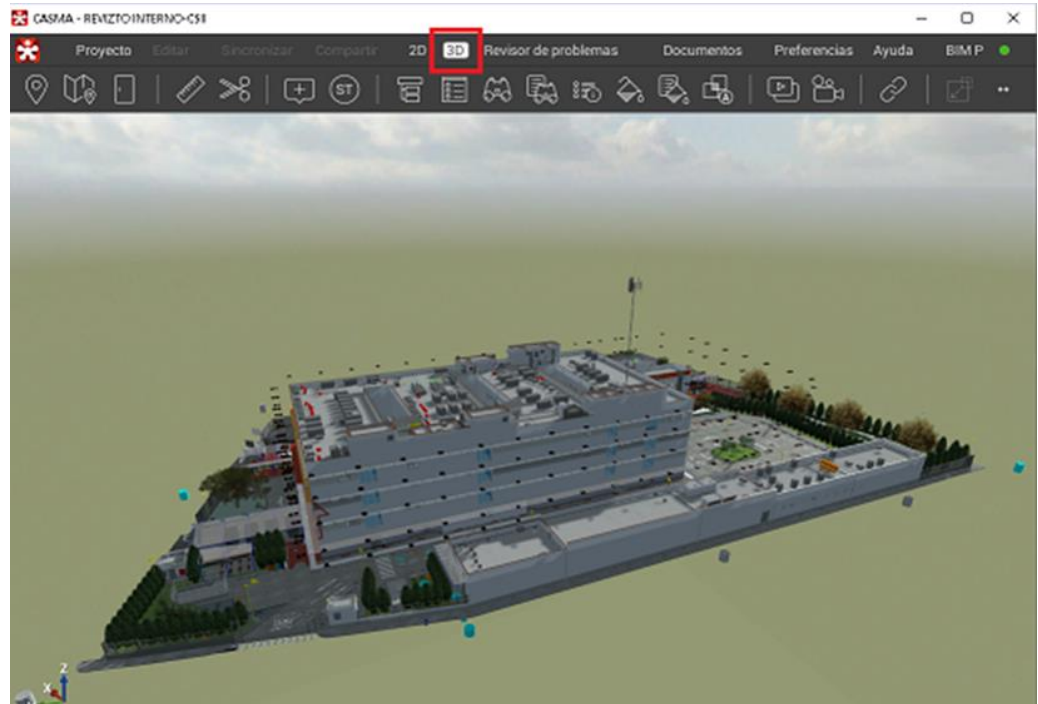 CASMA - REVIZTO INTERNO-CSII
Proyecto Editar Sincronizar Compartir 2D 3D Revisor de problemas Documentos Preferencias Ayuda BIM P
ST
A
Z
X